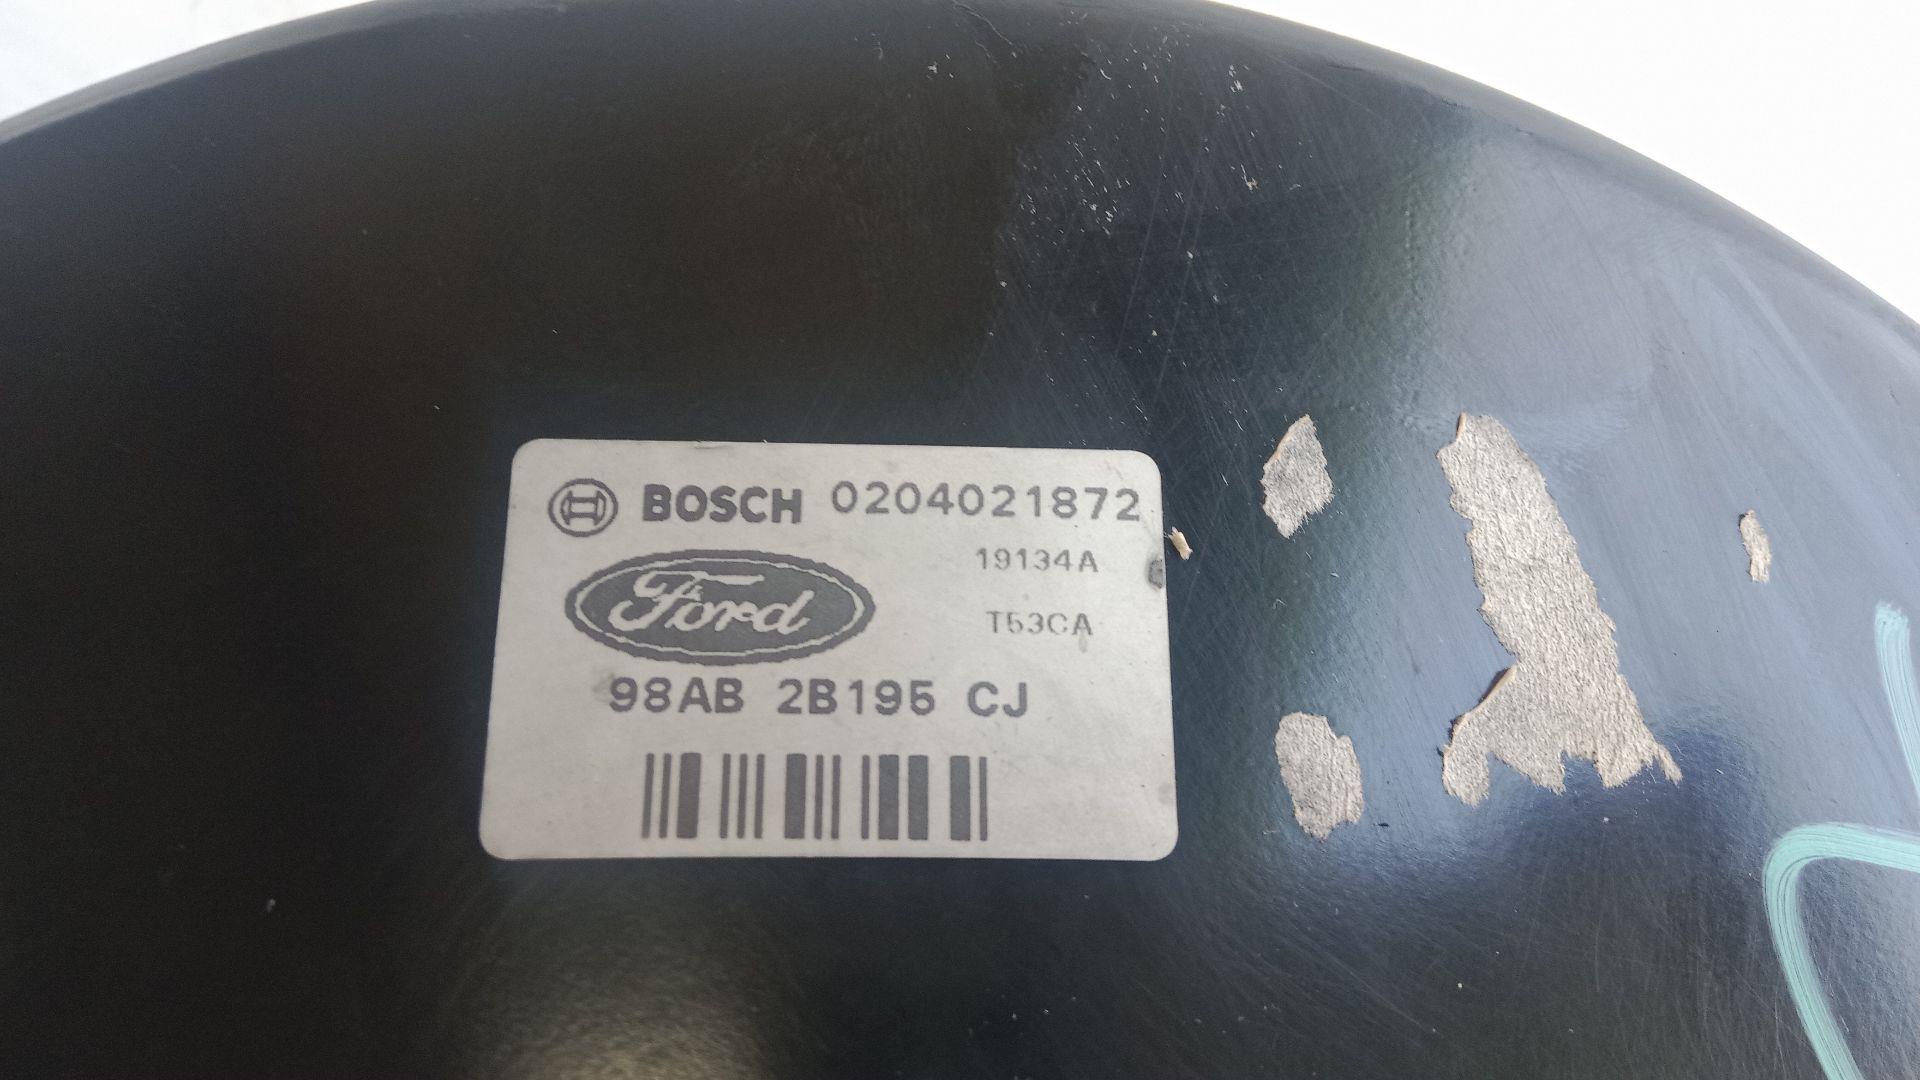 BOSCH 0204021872
19134A
Ford
T53CA
98AB 2B195 CJ